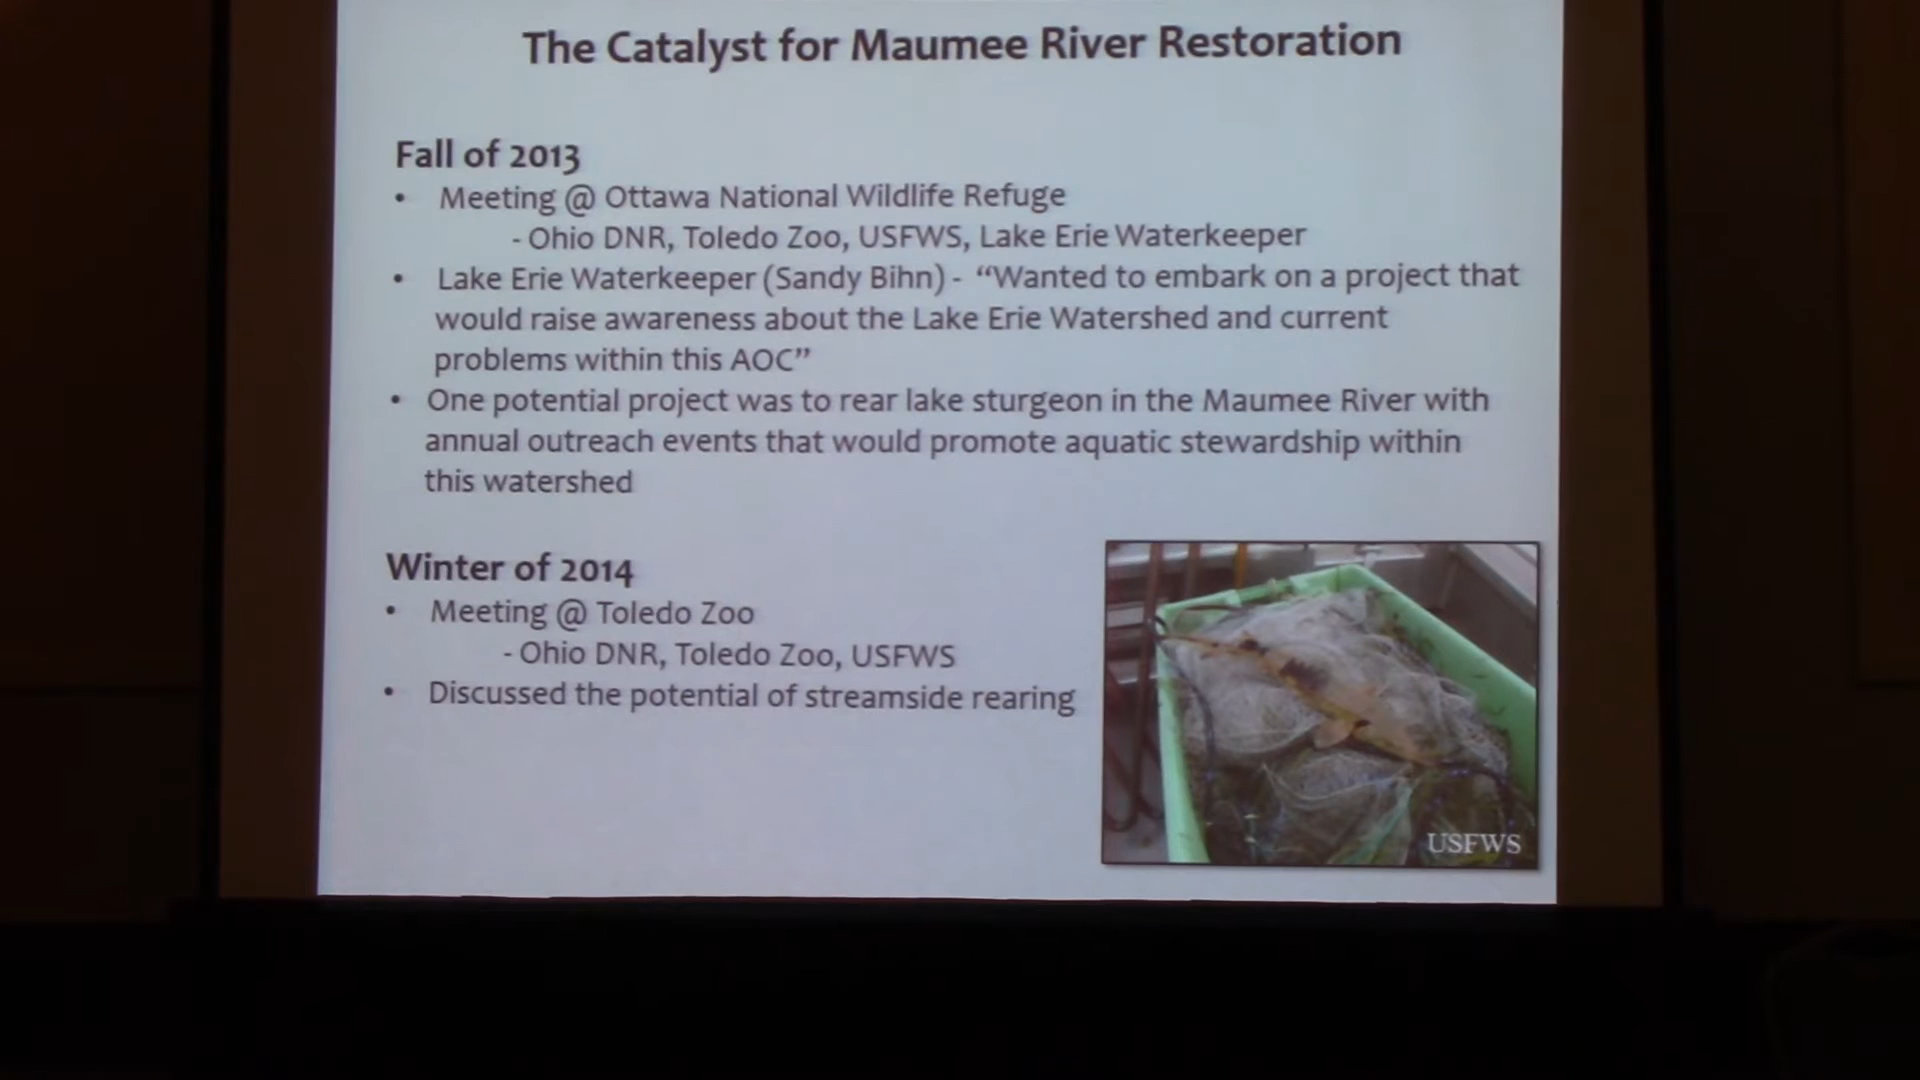 The Catalyst for Maumee River Restoration
Fall of 2013
• Meeting @ Ottawa National Wildlife Refuge
- Ohio DNR, Toledo Zoo, USFWS, Lake Erie Waterkeeper
• Lake Erie Waterkeeper (Sandy Bihn) - “Wanted to embark on a project that
would raise awareness about the Lake Erie Watershed and current
problems within this AOC”
• One potential project was to rear lake sturgeon in the Maumee River with
annual outreach events that would promote aquatic stewardship within
this watershed
Winter of 2014
• Meeting @ Toledo Zoo
- Ohio DNR, Toledo Zoo, USFWS
• Discussed the potential of streamside rearing
USFWS